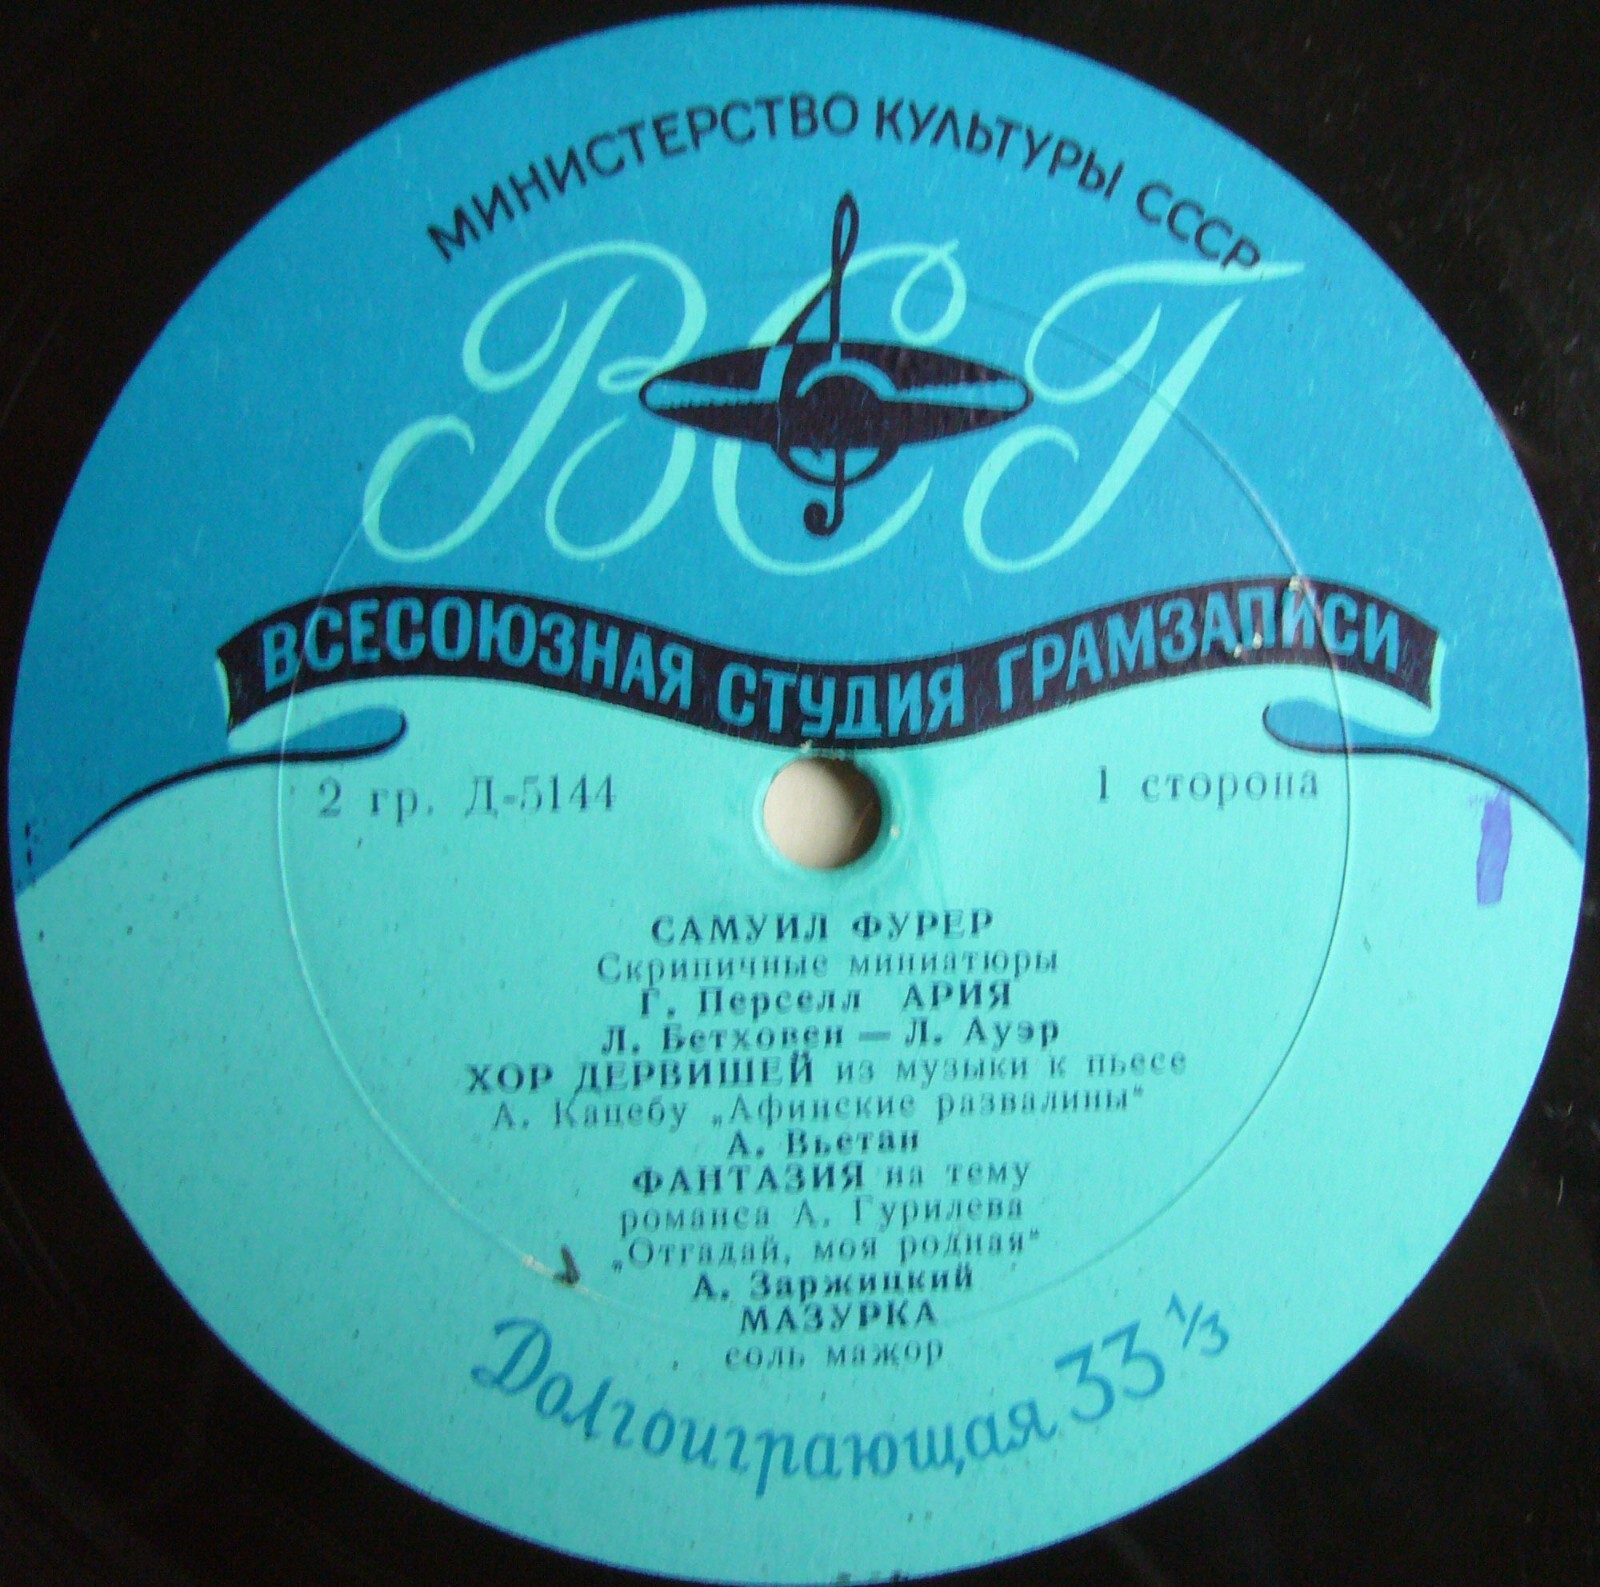 МИНИСТЕРСТВО КУЛЬТУРЫ СССР
ВСГ
ВСЕСОЮЗНАЯ СТУДИЯ ГРАМЗАПИСИ
2 гр. Д-5144
1 сторона
САМУИЛ ФУРЕР
Скрипичные миниатюры
Г. Перселл АРИЯ
Л. Бетховен — Л. Ауэр
ХОР ДЕРВИШЕЙ из музыки к пьесе
А. Кацебу „Афинские развалины"
А. Вьетан
ФАНТАЗИЯ на тему
романса А. Гурилева
„Отгадай, моя родная"
А. Заржицкий
МАЗУРКА
соль мажор
Долгоиграющая 33 1/3